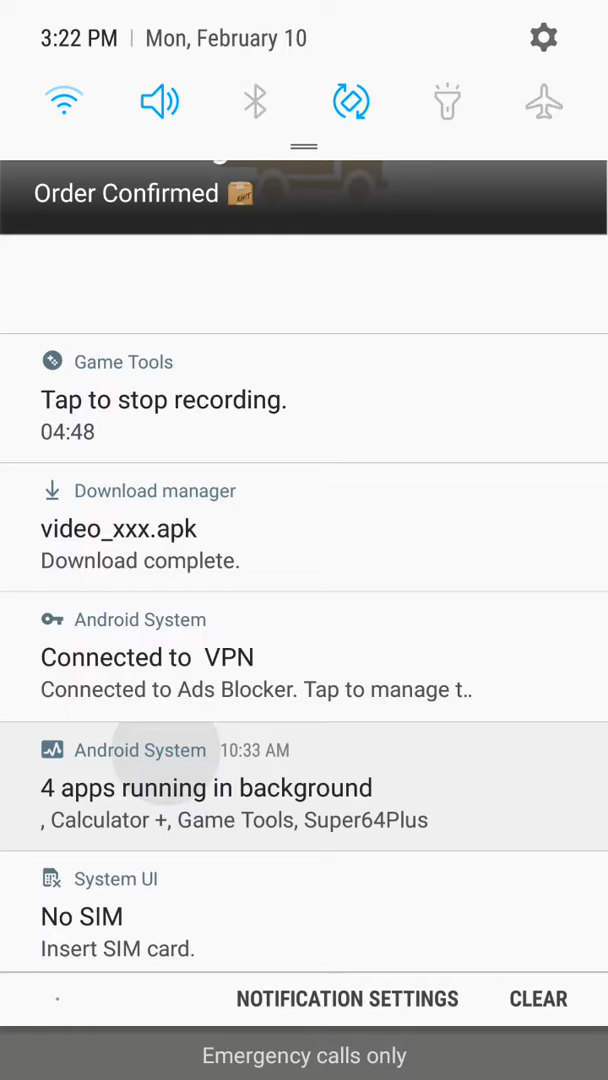 3:22 PM | Mon, February 10
Order Confirmed 📦
Game Tools
Tap to stop recording.
04:48
Download manager
video_xxx.apk
Download complete.
Android System
Connected to  VPN
Connected to Ads Blocker. Tap to manage t..
Android System 10:33 AM
4 apps running in background
, Calculator +, Game Tools, Super64Plus
System UI
No SIM
Insert SIM card.
NOTIFICATION SETTINGS CLEAR
Emergency calls only